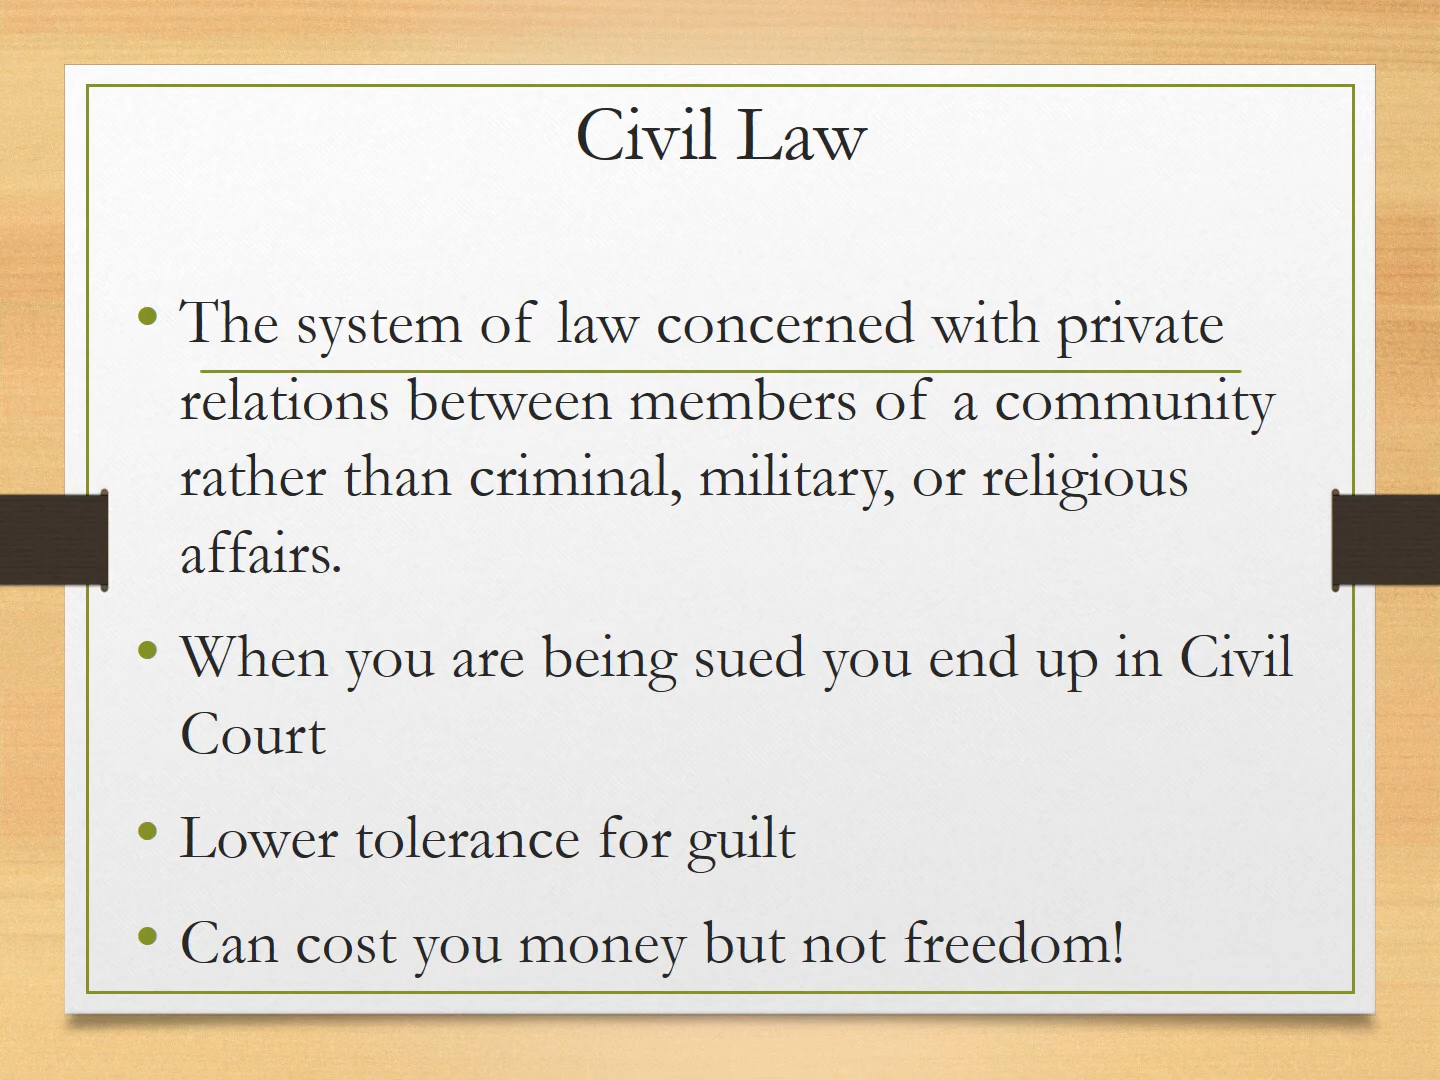 Civil Law
• The system of law concerned with private
relations between members of a community
rather than criminal, military, or religious
affairs.
• When you are being sued you end up in Civil
Court
• Lower tolerance for guilt
• Can cost you money but not freedom!